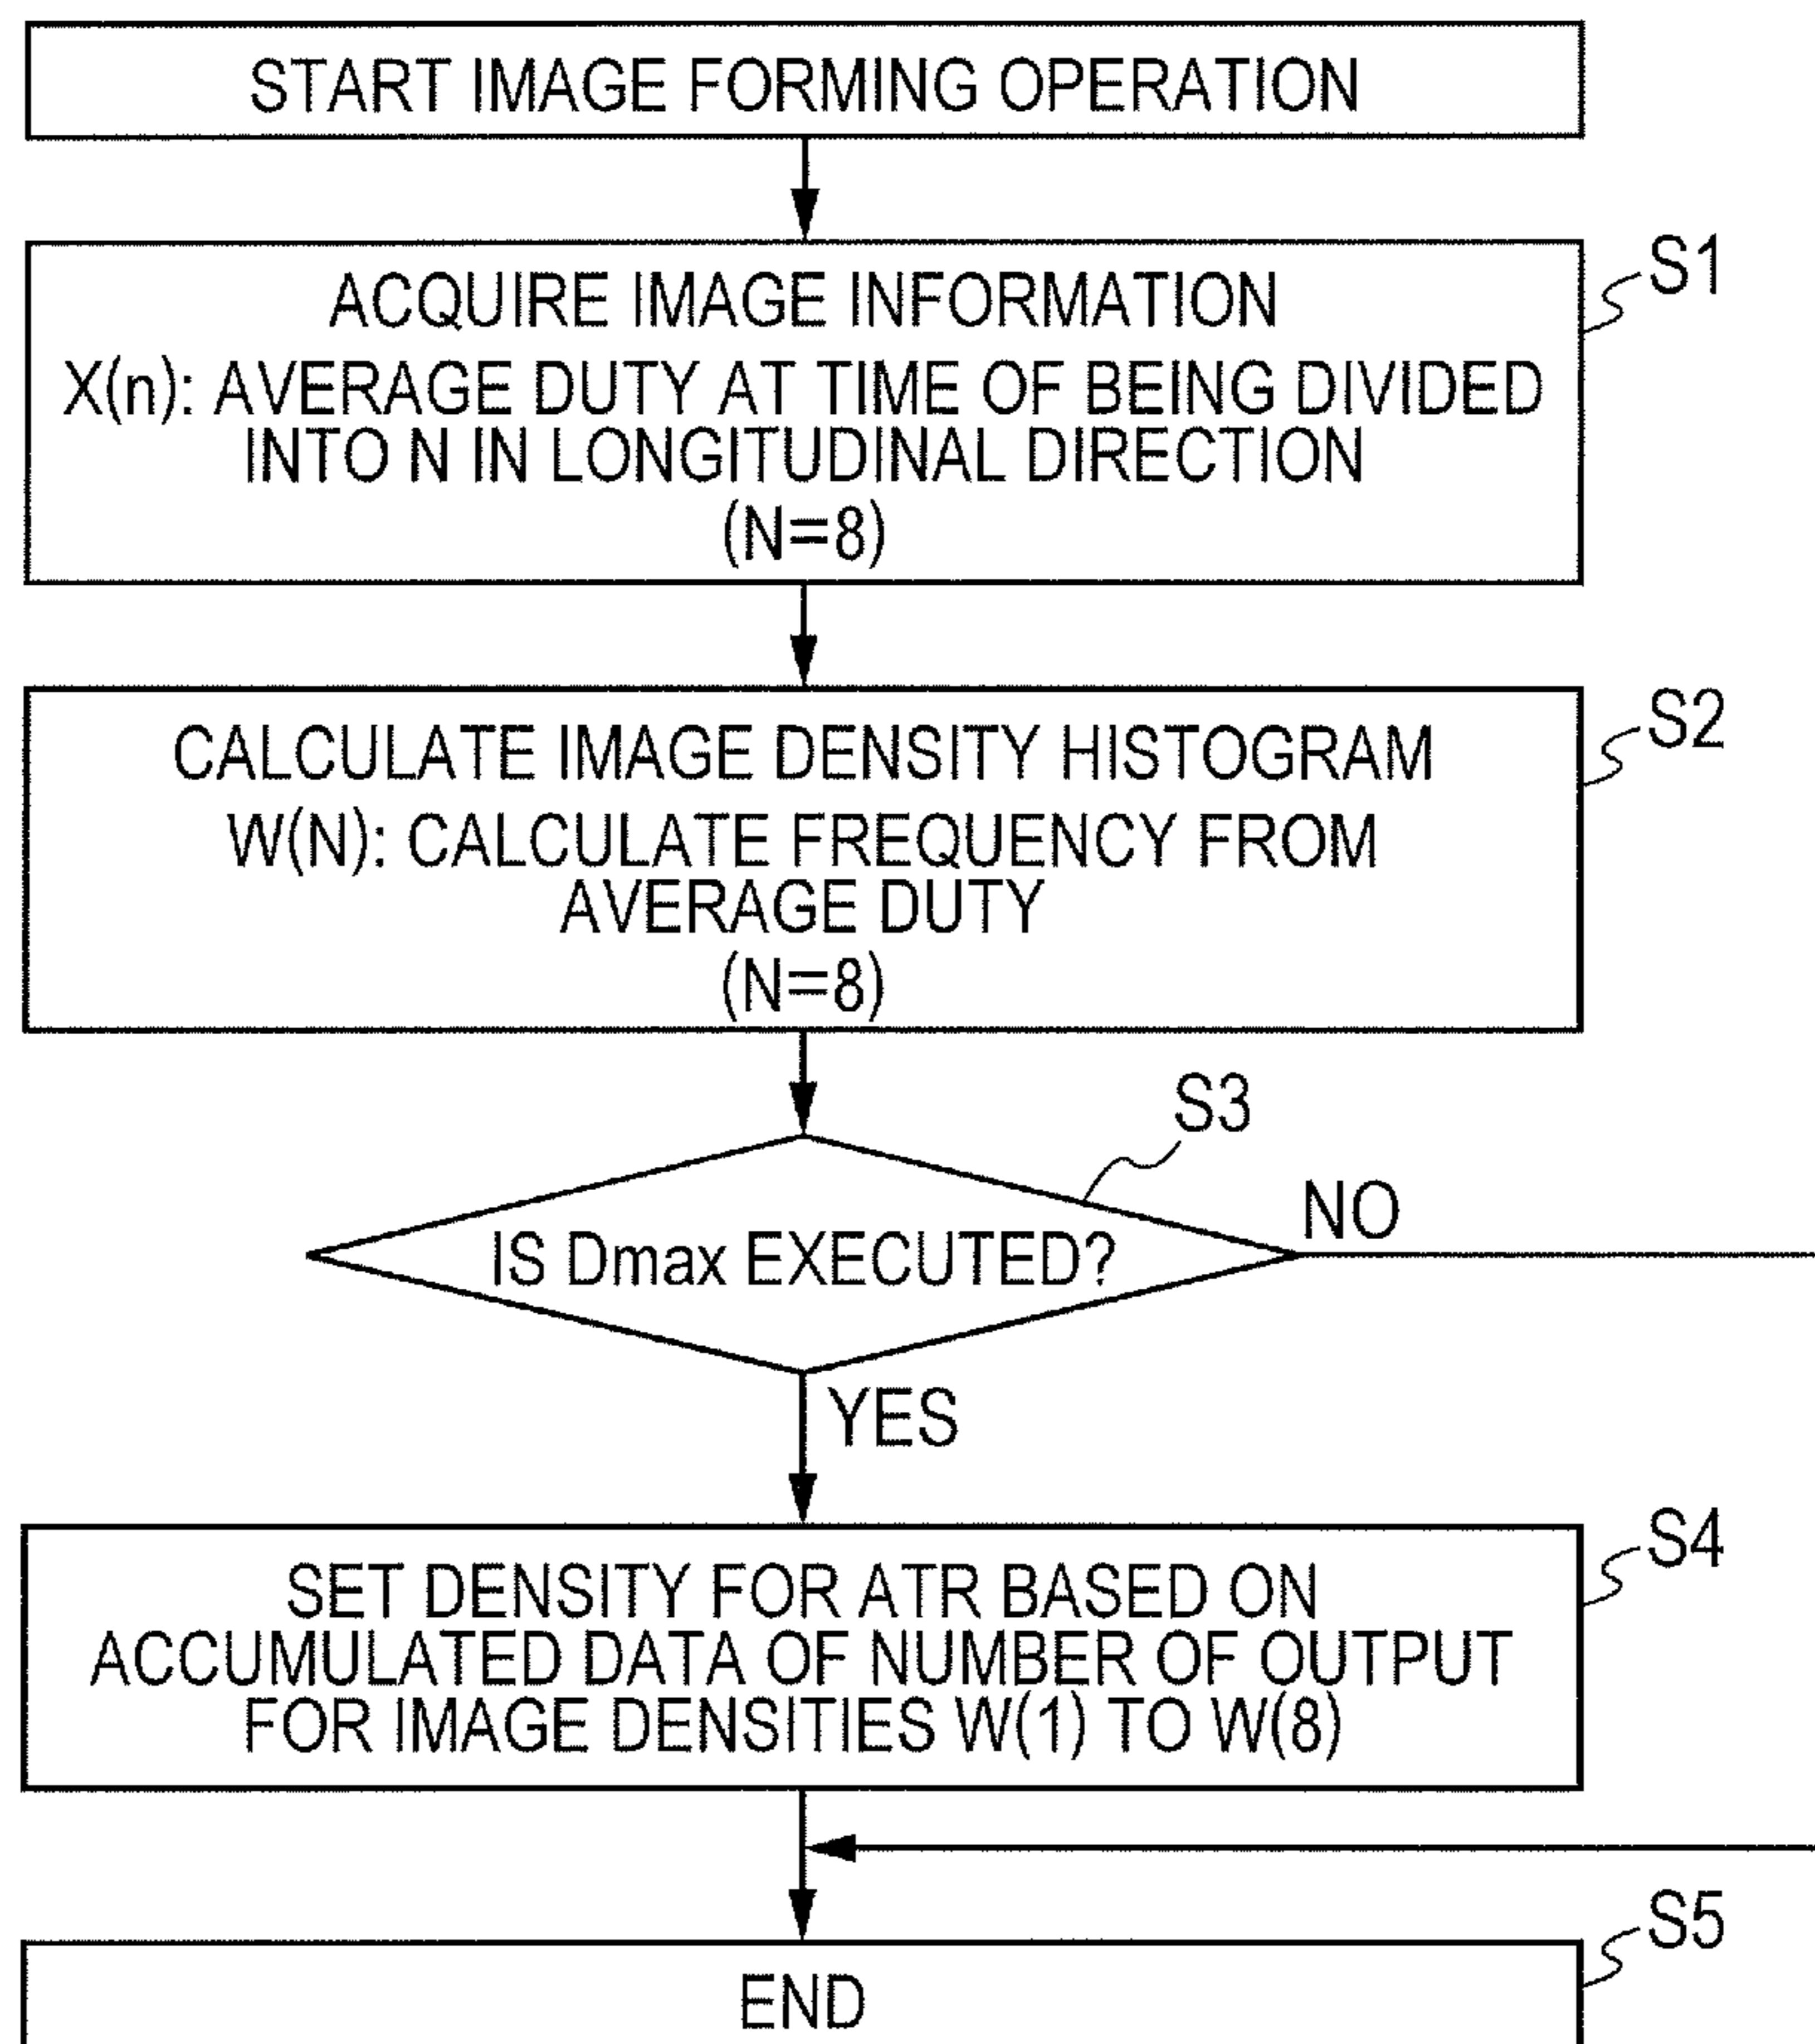 START IMAGE FORMING OPERATION
S1
ACQUIRE IMAGE INFORMATION
X(n): AVERAGE DUTY AT TIME OF BEING DIVIDED
INTO N IN LONGITUDINAL DIRECTION
(N=8)
S2
CALCULATE IMAGE DENSITY HISTOGRAM
W(N): CALCULATE FREQUENCY FROM
AVERAGE DUTY
(N=8)
S3
NO
IS Dmax EXECUTED?
YES
S4
SET DENSITY FOR ATR BASED ON
ACCUMULATED DATA OF NUMBER OF OUTPUT
FOR IMAGE DENSITIES W(1) TO W(8)
S5
END